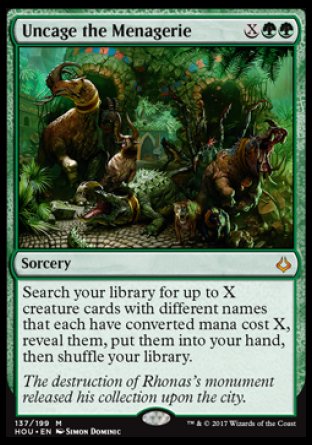 Uncage the Menagerie X
Sorcery
Search your library for up to X
creature cards with different names
that each have converted mana cost X,
reveal them, put them into your hand,
then shuffle your library.
The destruction of Rhonas's monument
released his collection upon the city.
137/199 M
HOU • EN Simon Dominic ™ & © 2017 Wizards of the Coast